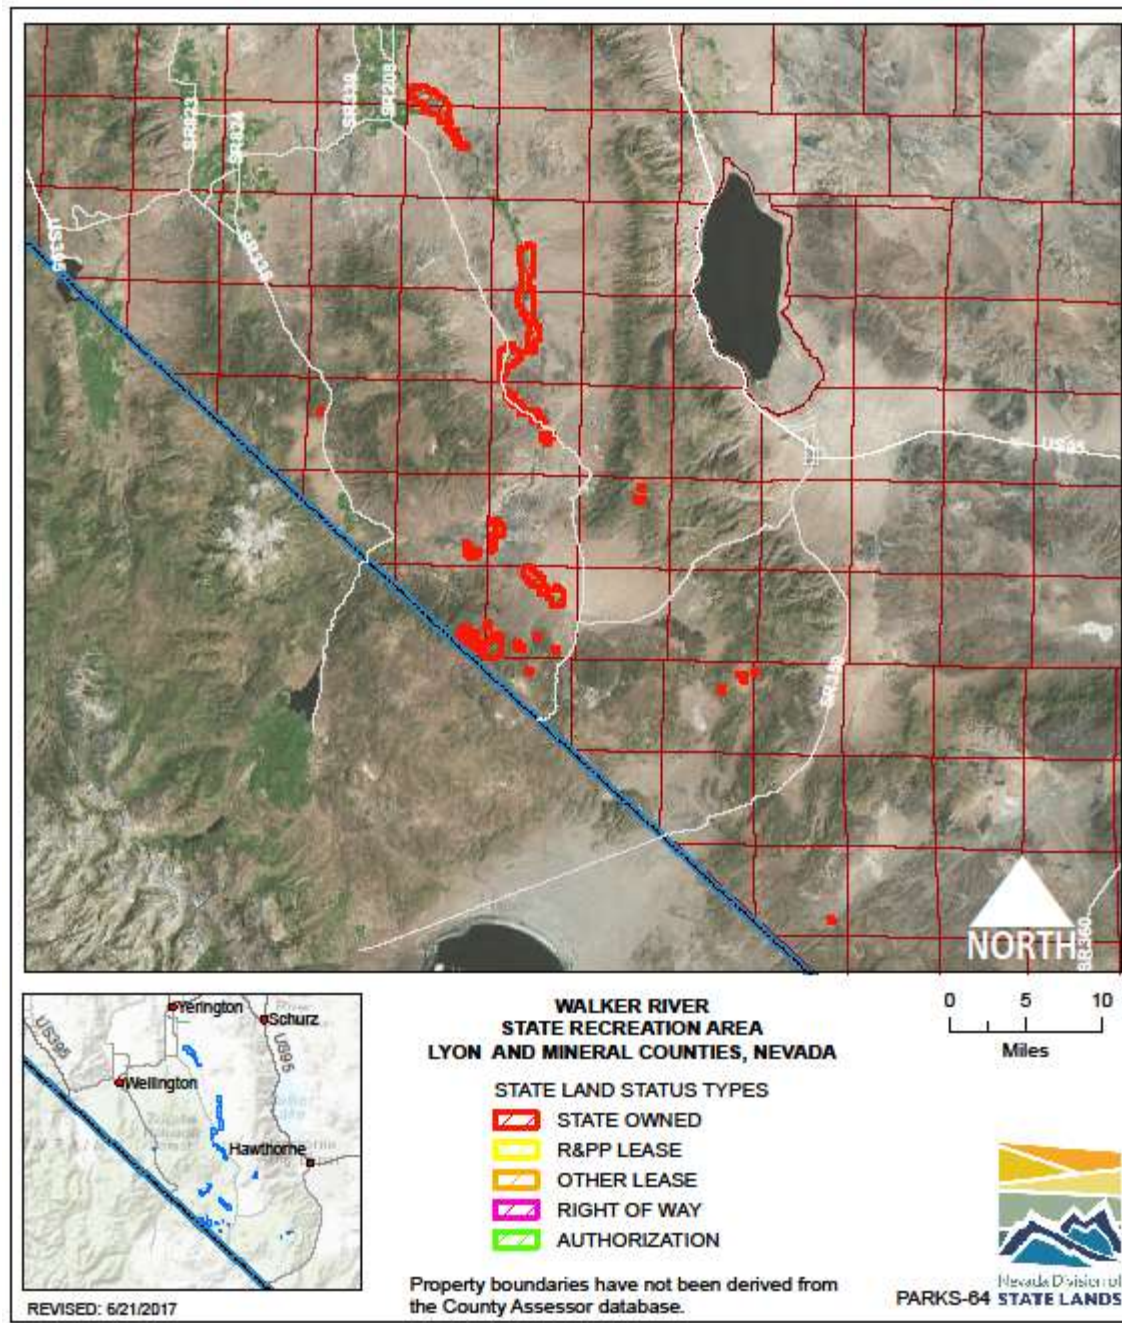 SR823
SR824
SR339
SR208
US395
SR338
US95
SR359
SR360
NORTH
Yerington
Schurz
US395
US95
Wellington
Hawthorne
REVISED: 6/21/2017
WALKER RIVER
STATE RECREATION AREA
LYON AND MINERAL COUNTIES, NEVADA
STATE LAND STATUS TYPES
STATE OWNED
R&PP LEASE
OTHER LEASE
RIGHT OF WAY
AUTHORIZATION
Property boundaries have not been derived from
the County Assessor database.
0 5 10
Miles
PARKS-64
Nevada Division of
STATE LANDS